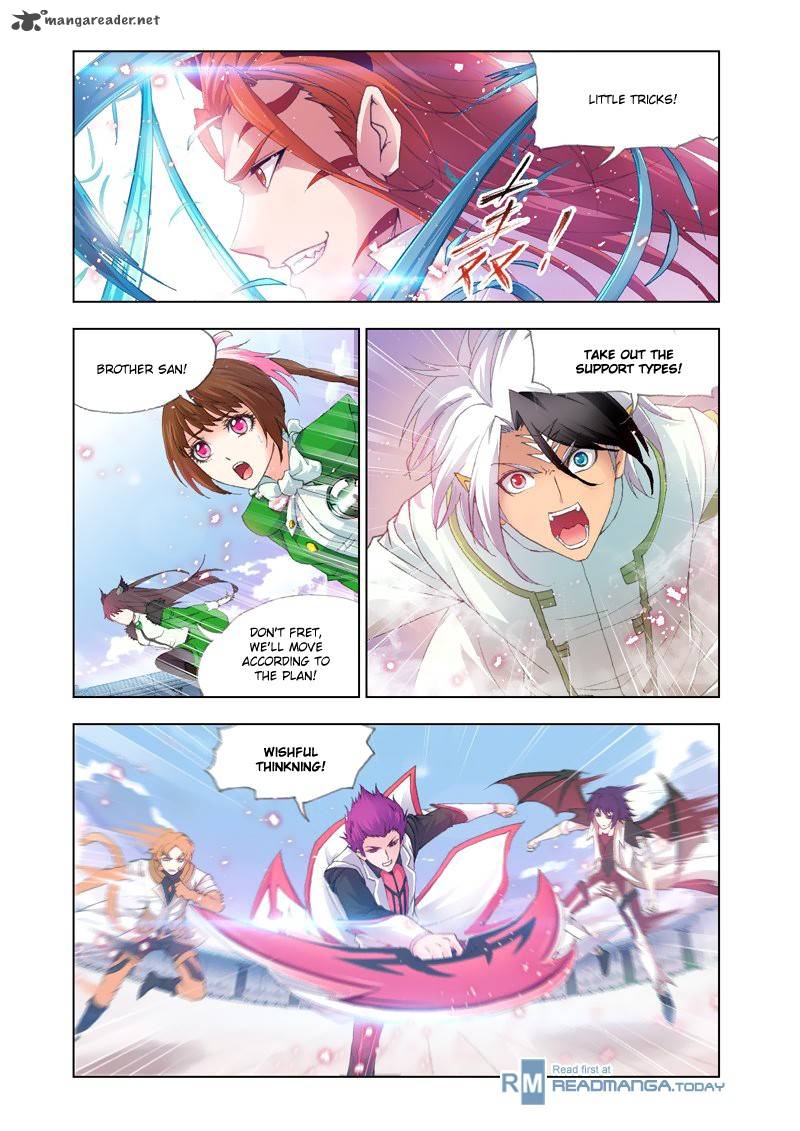 mangareader.net
LITTLE TRICKS!
BROTHER SAN!
TAKE OUT THE
SUPPORT TYPES!
DON'T FRET,
WE'LL MOVE
ACCORDING TO
THE PLAN!
WISHFUL
THINKNING!
RM
Read first at
READMANGA.TODAY